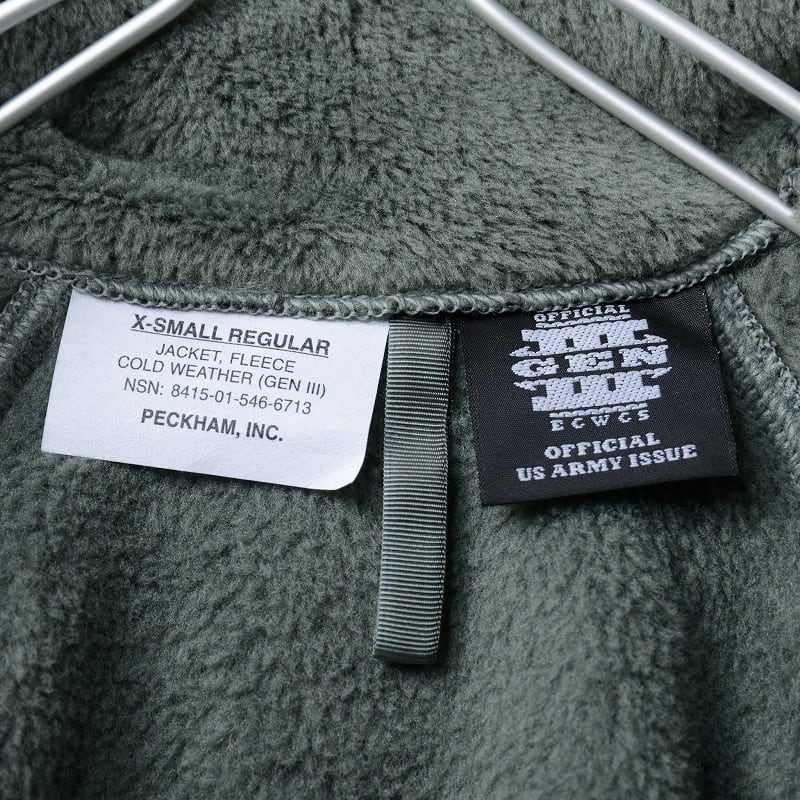 X-SMALL REGULAR
JACKET, FLEECE
COLD WEATHER (GEN III)
NSN: 8415-01-546-6713
PECKHAM, INC.
OFFICIAL
III
GEN
III
ECWCS
OFFICIAL
US ARMY ISSUE